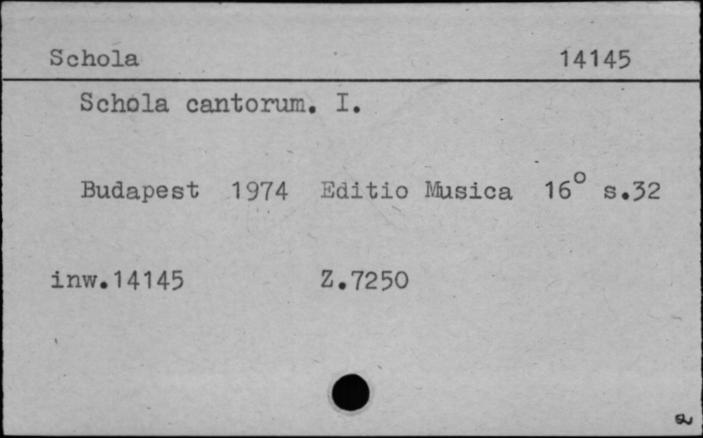 Schola 14145
Schola cantorum. I.
Budapest 1974 Editio Musica 16° s.32
inw.14145 Z.7250